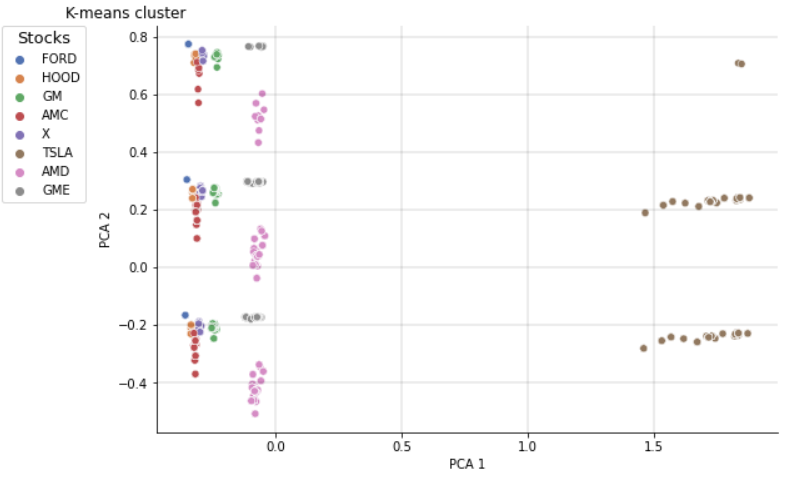 K-means cluster
Stocks
FORD
HOOD
GM
AMC
X
TSLA
AMD
GME
PCA 2
0.8
0.6
0.4
0.2
0.0
−0.2
−0.4
0.0 0.5 1.0 1.5
PCA 1